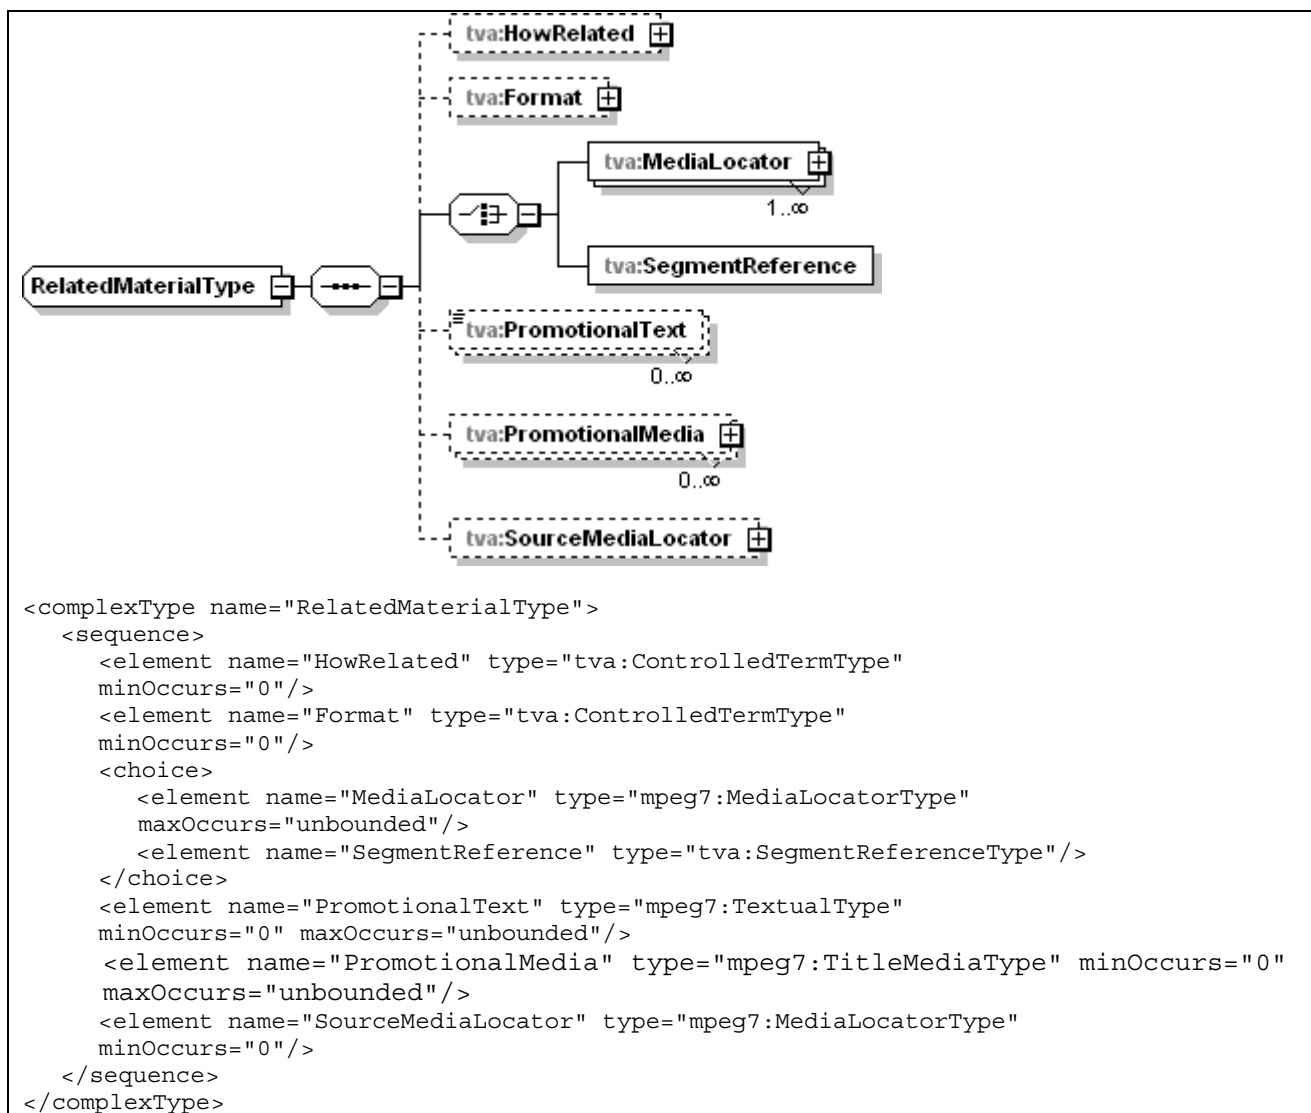 tva:HowRelated
tva:Format
tva:MediaLocator
1..∞
tva:SegmentReference
RelatedMaterialType
tva:PromotionalText
0..∞
tva:PromotionalMedia
0..∞
tva:SourceMediaLocator
<complexType name="RelatedMaterialType">
<sequence>
<element name="HowRelated" type="tva:ControlledTermType"
minOccurs="0"/>
<element name="Format" type="tva:ControlledTermType"
minOccurs="0"/>
<choice>
<element name="MediaLocator" type="mpeg7:MediaLocatorType"
maxOccurs="unbounded"/>
<element name="SegmentReference" type="tva:SegmentReferenceType"/>
</choice>
<element name="PromotionalText" type="mpeg7:TextualType"
minOccurs="0" maxOccurs="unbounded"/>
<element name="PromotionalMedia" type="mpeg7:TitleMediaType" minOccurs="0"
maxOccurs="unbounded"/>
<element name="SourceMediaLocator" type="mpeg7:MediaLocatorType"
minOccurs="0"/>
</sequence>
</complexType>